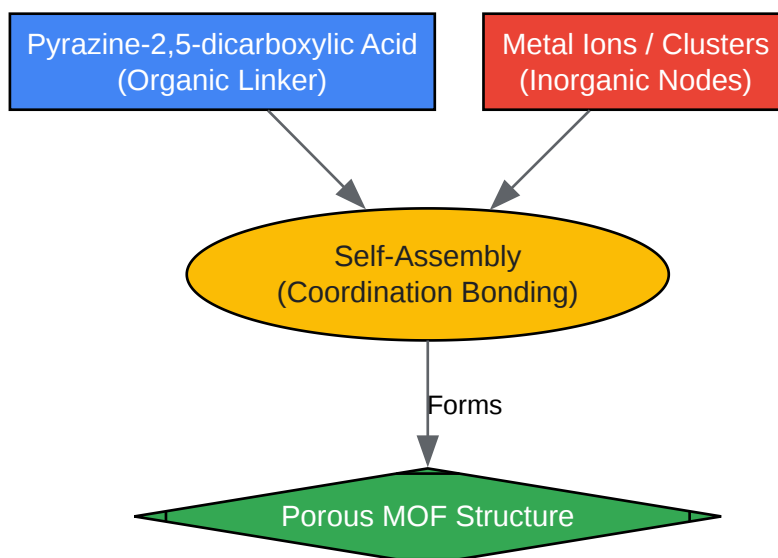 Pyrazine-2,5-dicarboxylic Acid
(Organic Linker)
Metal Ions / Clusters
(Inorganic Nodes)
Self-Assembly
(Coordination Bonding)
Forms
Porous MOF Structure